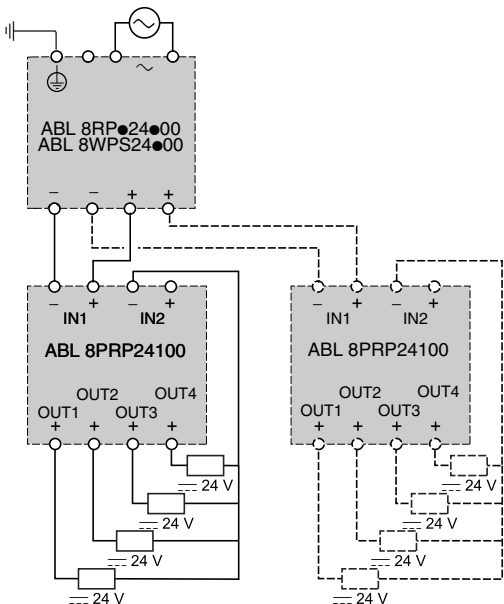 ABL 8RP●24●00
ABL 8WPS24●00
− − + +
− + − +
IN1 IN2
ABL 8PRP24100
OUT1 OUT2 OUT3 OUT4
+ + + +
24 V
24 V
24 V
24 V
− + − +
IN1 IN2
ABL 8PRP24100
OUT1 OUT2 OUT3 OUT4
+ + + +
24 V
24 V
24 V
24 V